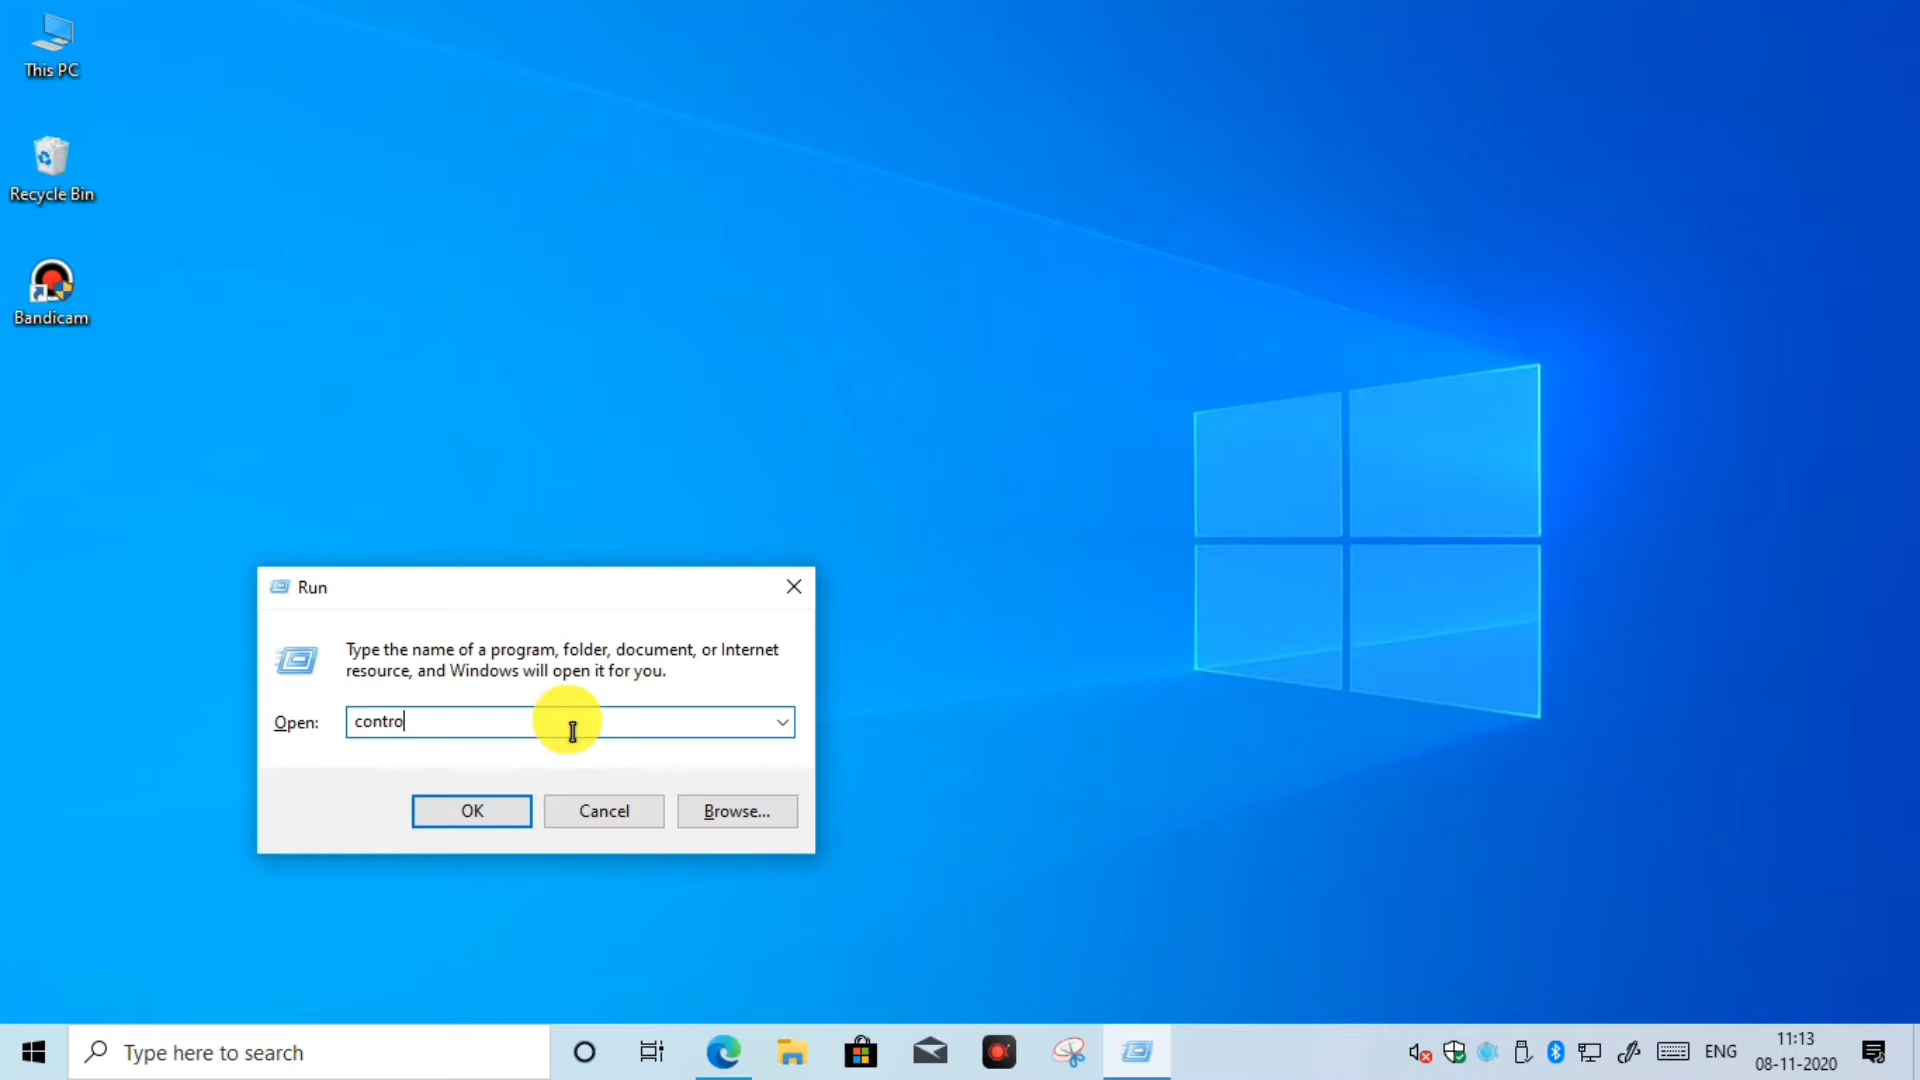 This PC
Recycle Bin
Bandicam
Run
Type the name of a program, folder, document, or Internet
resource, and Windows will open it for you.
Open: contro
OK Cancel Browse...
Type here to search
ENG
11:13
08-11-2020